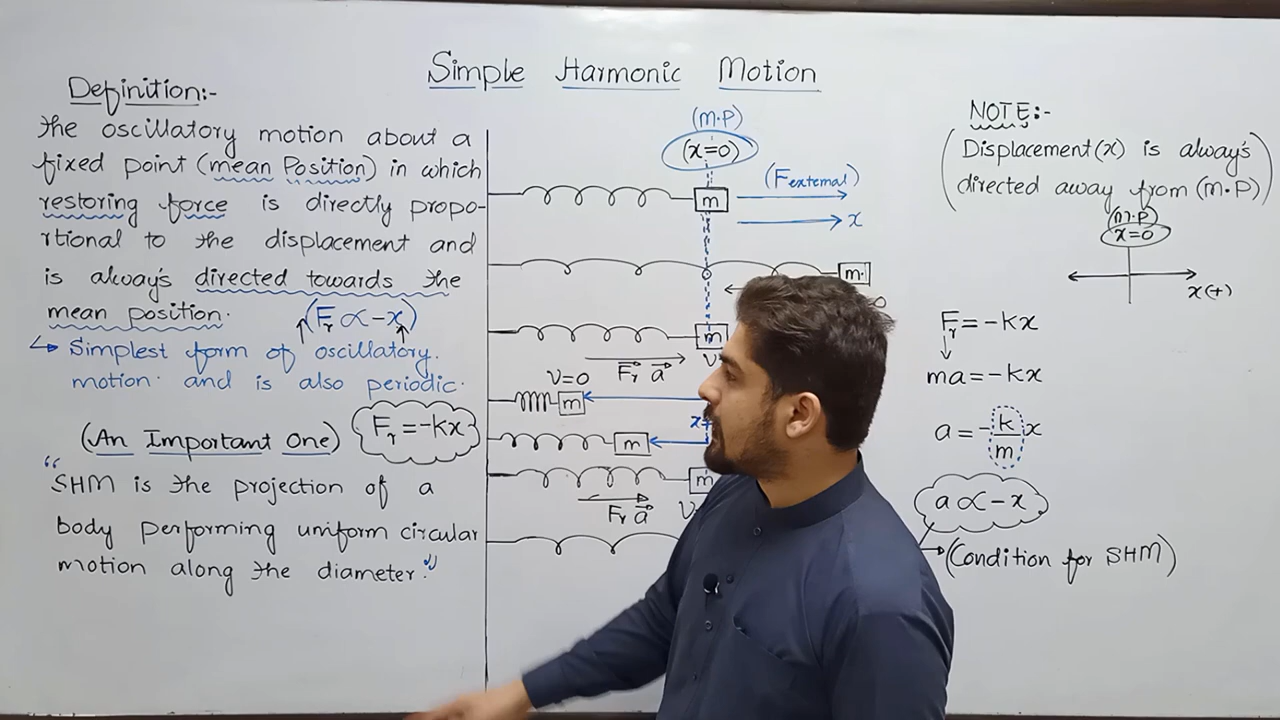 Simple Harmonic Motion
Definition:-
the oscillatory motion about a
fixed point (mean Position) in which
restoring force is directly propo-
rtional to the displacement and
is alway's directed towards the
mean position. (Fr ∝ -x)
↳ Simplest form of oscillatory.
motion. and is also periodic.
(An Important One) Fr = -kx
"SHM is the projection of a
body performing uniform circular
motion along the diameter."
(m.P)
(x=0)
m
(Fexternal)
x
m.
m
Fr a
v=0
m
m
m
Fr a
NOTE:-
(Displacement(x) is alway's
directed away from (m.P))
(m.P)
x=0
x(+)
Fr = -kx
ma = -kx
a = - k/m x
a ∝ - x
(Condition for SHM)